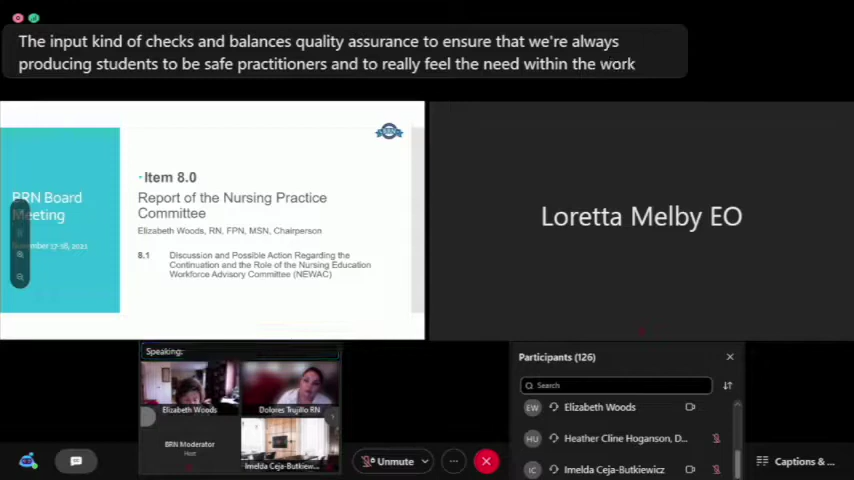 The input kind of checks and balances quality assurance to ensure that we're always
producing students to be safe practitioners and to really feel the need within the work
BRN Board
Meeting
November 17-18, 2021
Item 8.0
Report of the Nursing Practice
Committee
Elizabeth Woods, RN, FPN, MSN, Chairperson
8.1 Discussion and Possible Action Regarding the
Continuation and the Role of the Nursing Education
Workforce Advisory Committee (NEWAC)
Loretta Melby EO
Speaking:
Elizabeth Woods
Dolores Trujillo RN
BRN Moderator
Host
Imelda Ceja-Butkiew...
Participants (126)
Search
EW Elizabeth Woods
HU Heather Cline Hoganson, D...
IC Imelda Ceja-Butkiewicz
Unmute
Captions & ...